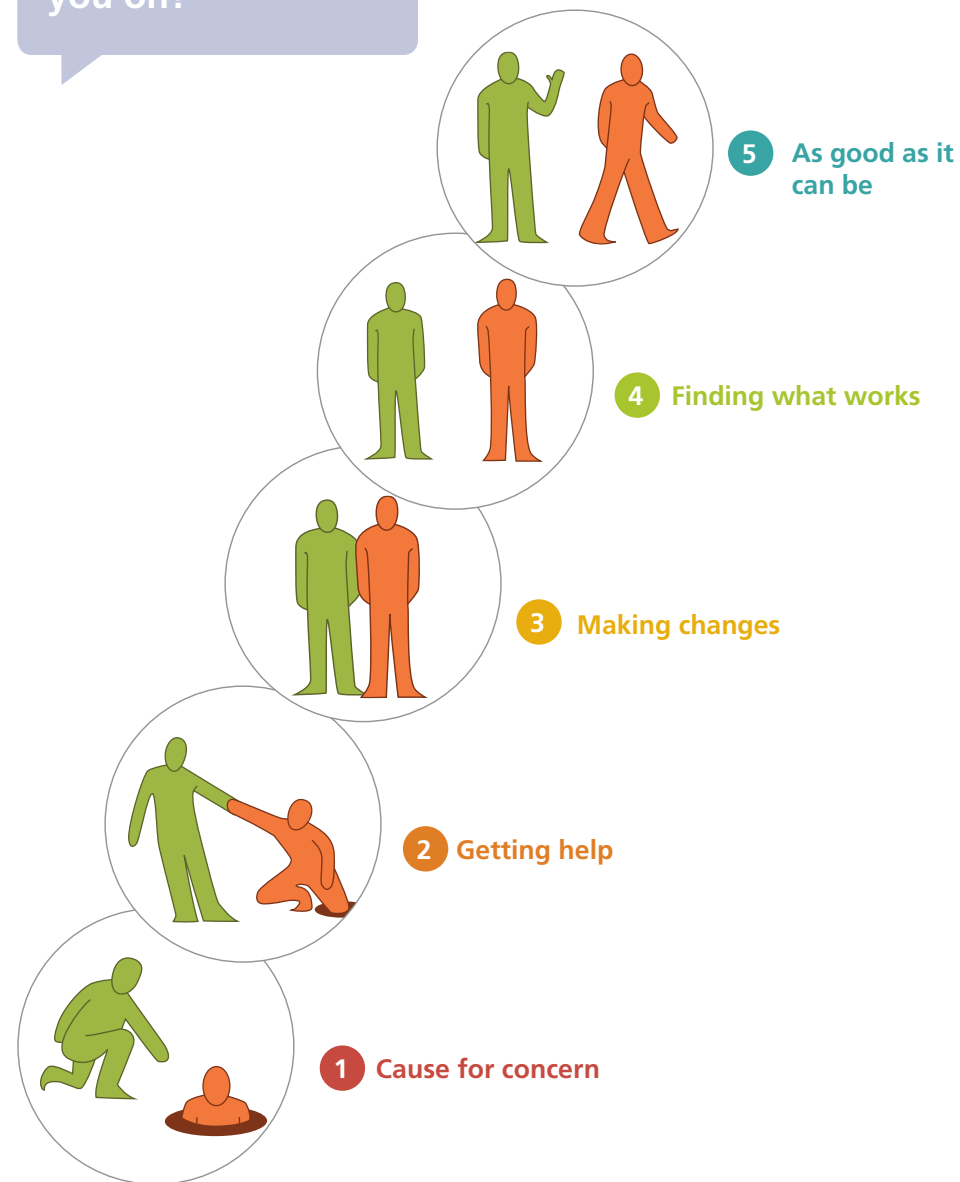 you on?
5 As good as it
can be
4 Finding what works
3 Making changes
2 Getting help
1 Cause for concern